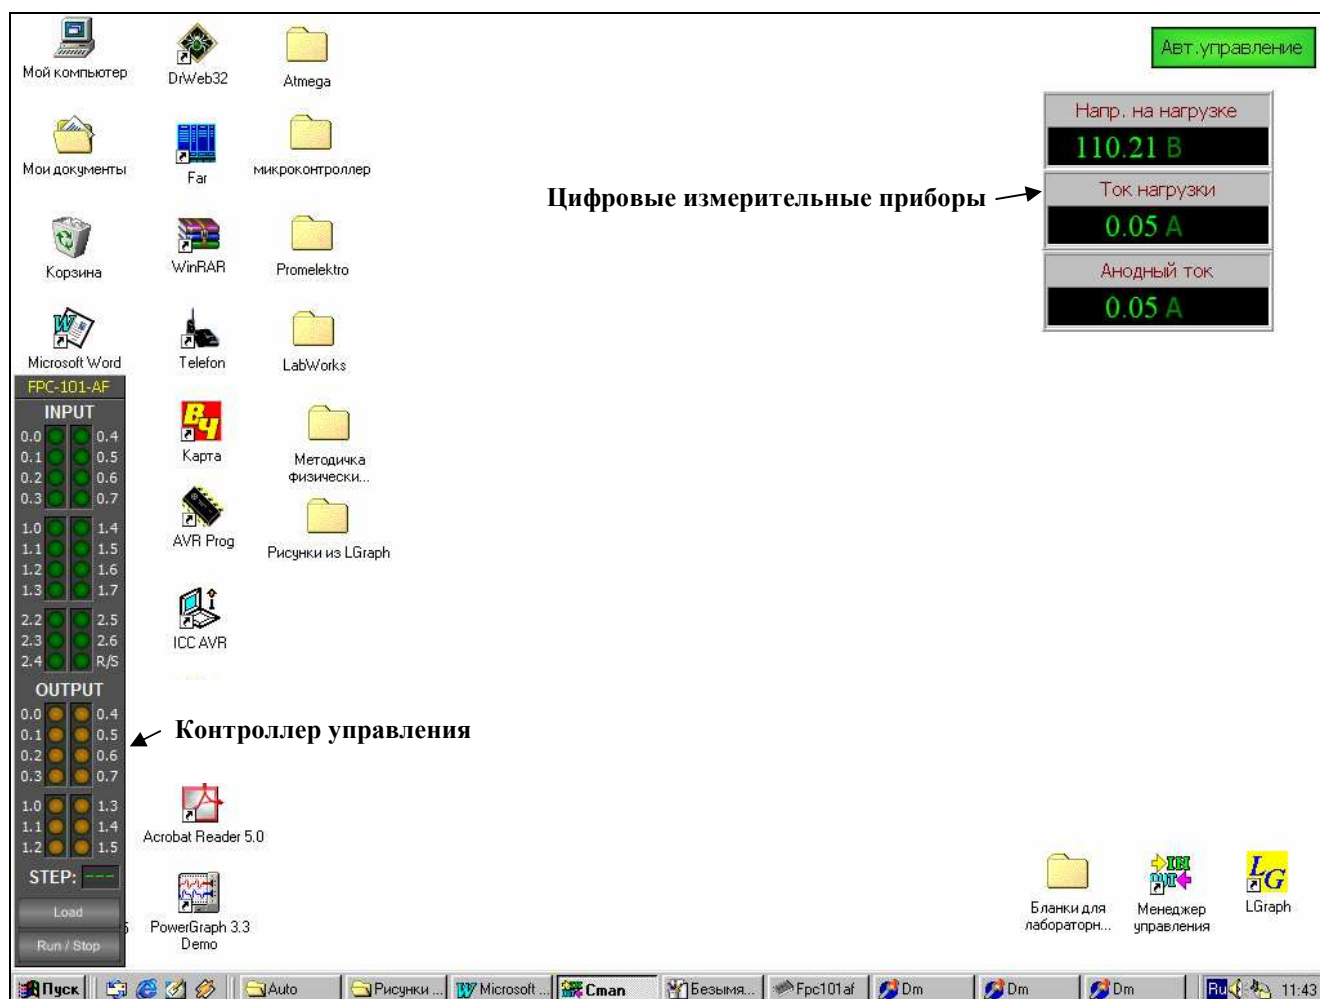 Мой компьютер
DrWeb32
Atmega
Авт.управление
Напр. на нагрузке
110.21 В
Мои документы
Far
микроконтроллер
Цифровые измерительные приборы
Ток нагрузки
0.05 А
Корзина
WinRAR
Promelektro
Анодный ток
0.05 А
Microsoft Word
Telefon
LabWorks
FPC-101-AF
INPUT
0.0 0.4
0.1 0.5
0.2 0.6
0.3 0.7
1.0 1.4
1.1 1.5
1.2 1.6
1.3 1.7
2.2 2.5
2.3 2.6
2.4 R/S
OUTPUT
0.0 0.4
0.1 0.5
0.2 0.6
0.3 0.7
1.0 1.3
1.1 1.4
1.2 1.5
STEP: ---
Load
Run / Stop
ВЧ
Карта
Методичка
физически...
AVR Prog
Рисунки из LGraph
ICC AVR
Контроллер управления
Acrobat Reader 5.0
PowerGraph 3.3
Demo
Бланки для
лабораторн...
IN
OUT
Менеджер
управления
LG
LGraph
Пуск
Auto
Рисунки ...
Microsoft ...
Cman
Безымя...
Fpc101af
Dm
Dm
Dm
Ru
11:43